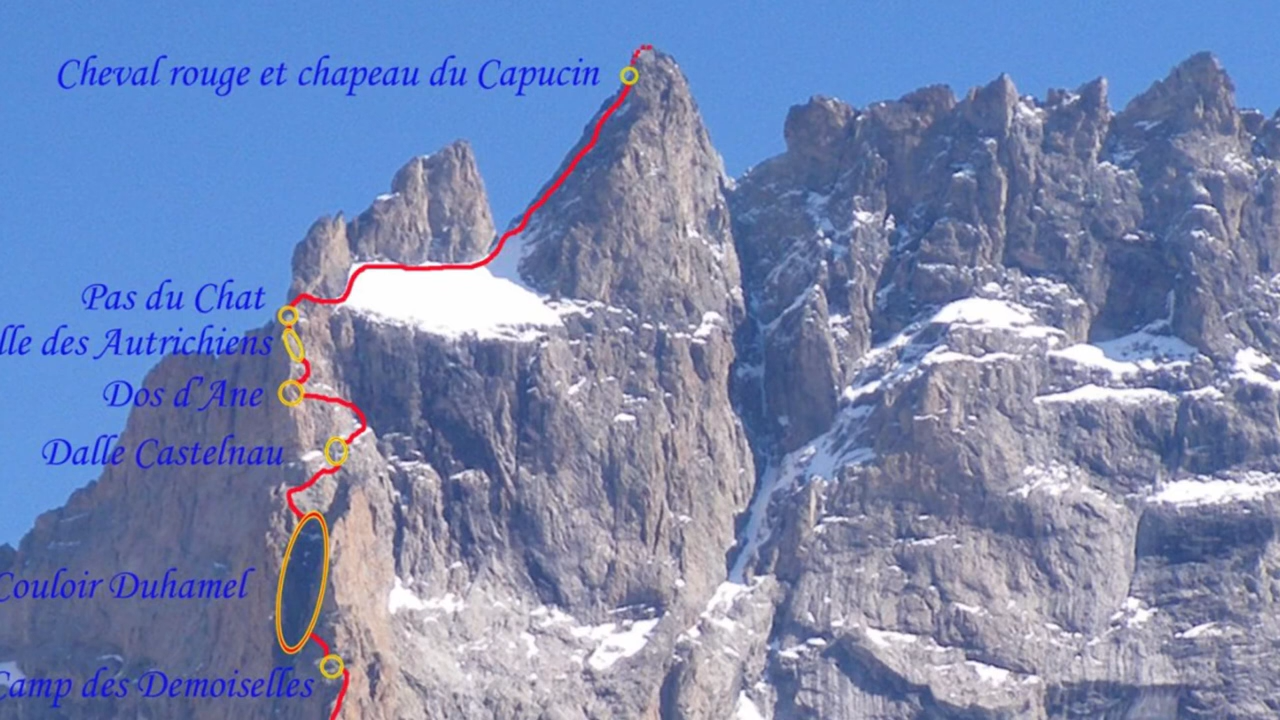 Cheval rouge et chapeau du Capucin
Pas du Chat
lle des Autrichiens
Dos d'Ane
Dalle Castelnau
Couloir Duhamel
Camp des Demoiselles